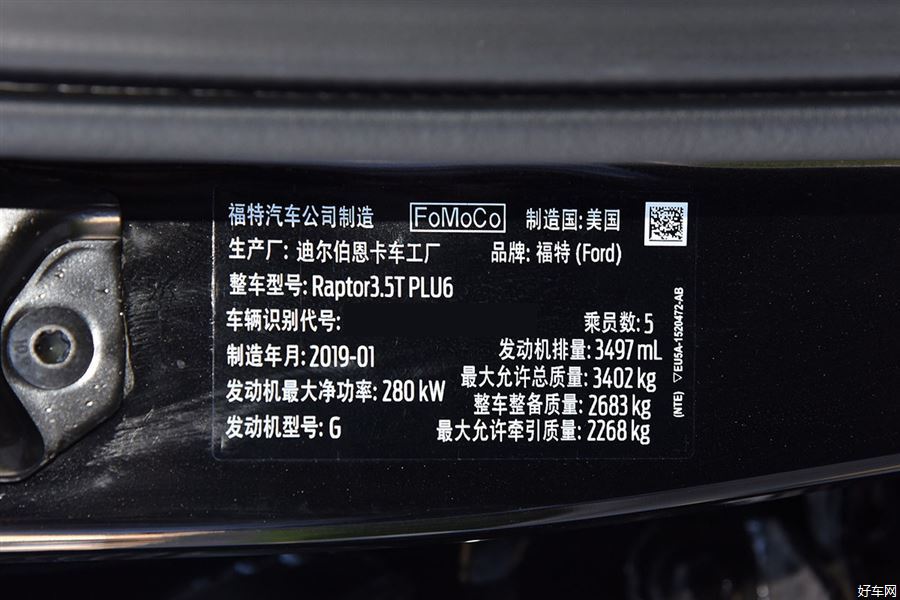 福特汽车公司制造 FoMoCo 制造国: 美国
生产厂: 迪尔伯恩卡车工厂 品牌: 福特 (Ford)
整车型号: Raptor3.5T PLU6
车辆识别代号:
乘员数: 5
制造年月: 2019-01
发动机排量: 3497 mL
发动机最大净功率: 280 kW
最大允许总质量: 3402 kg
整车整备质量: 2683 kg
发动机型号: G
最大允许牵引质量: 2268 kg
(NTE) ▽EU5A-1520472-AB
10
好车网